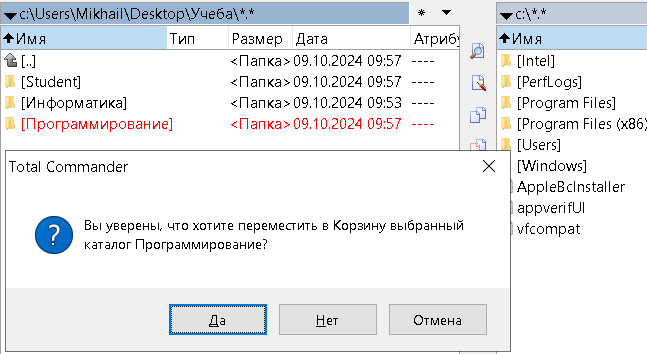 c:\Users\Mikhail\Desktop\Учеба\*.* * c:\*.*
Имя Тип Размер Дата Атрибу Имя
[..] <Папка> 09.10.2024 09:57 ---- [Intel]
[Student] <Папка> 09.10.2024 09:57 ---- [PerfLogs]
[Информатика] <Папка> 09.10.2024 09:53 ---- [Program Files]
[Программирование] <Папка> 09.10.2024 09:57 ---- [Program Files (x86)
[Users]
[Windows]
AppleBcInstaller
appverifUI
vfcompat
Total Commander
Вы уверены, что хотите переместить в Корзину выбранный
каталог Программирование?
Да Нет Отмена